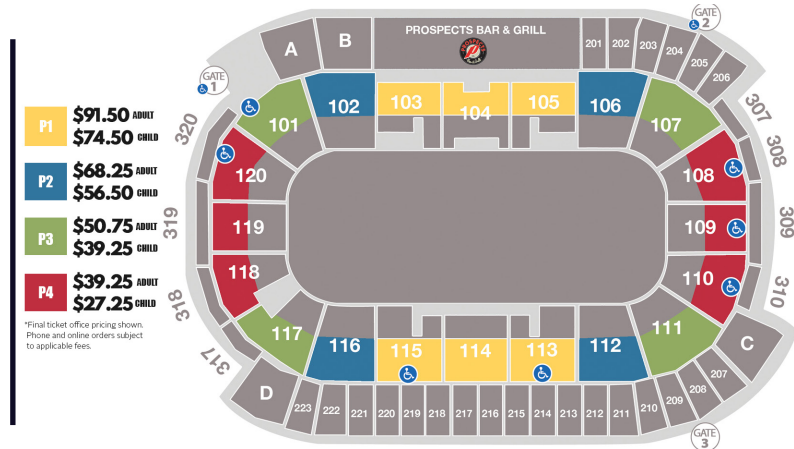 P1
$91.50 ADULT
$74.50 CHILD
P2
$68.25 ADULT
$56.50 CHILD
P3
$50.75 ADULT
$39.25 CHILD
P4
$39.25 ADULT
$27.25 CHILD
*Final ticket office pricing shown.
Phone and online orders subject
to applicable fees.
GATE
1
GATE
2
GATE
3
PROSPECTS BAR & GRILL
PROSPECTS
A
B
C
D
201
202
203
204
205
206
307
308
309
310
101
102
103
104
105
106
107
108
109
110
111
112
113
114
115
116
117
118
119
120
320
319
318
317
223
222
221
220
219
218
217
216
215
214
213
212
211
210
209
208
207